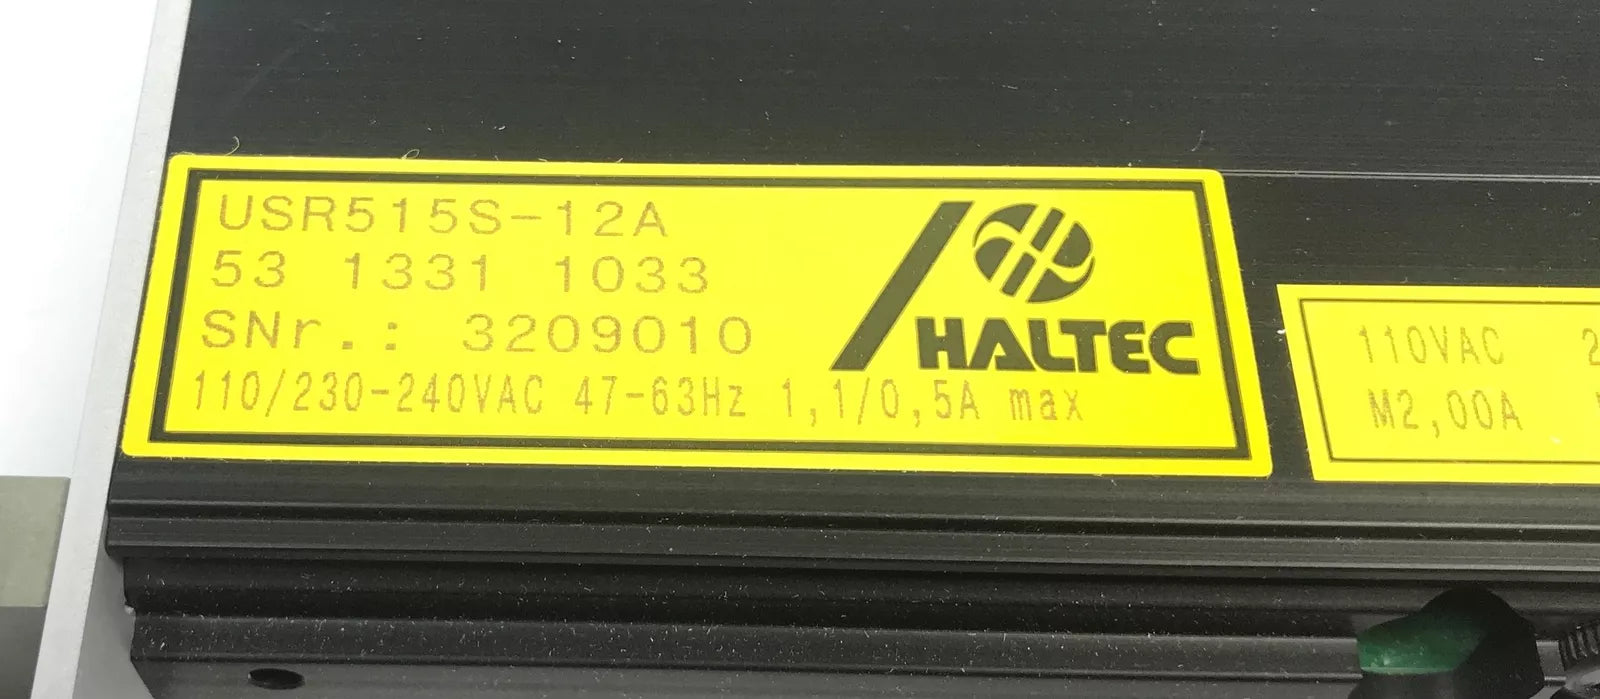 USR515S-12A
53 1331 1033
SNr.: 3209010
HALTEC
110/230-240VAC 47-63Hz 1,1/0,5A max
110VAC 2
M2,00A